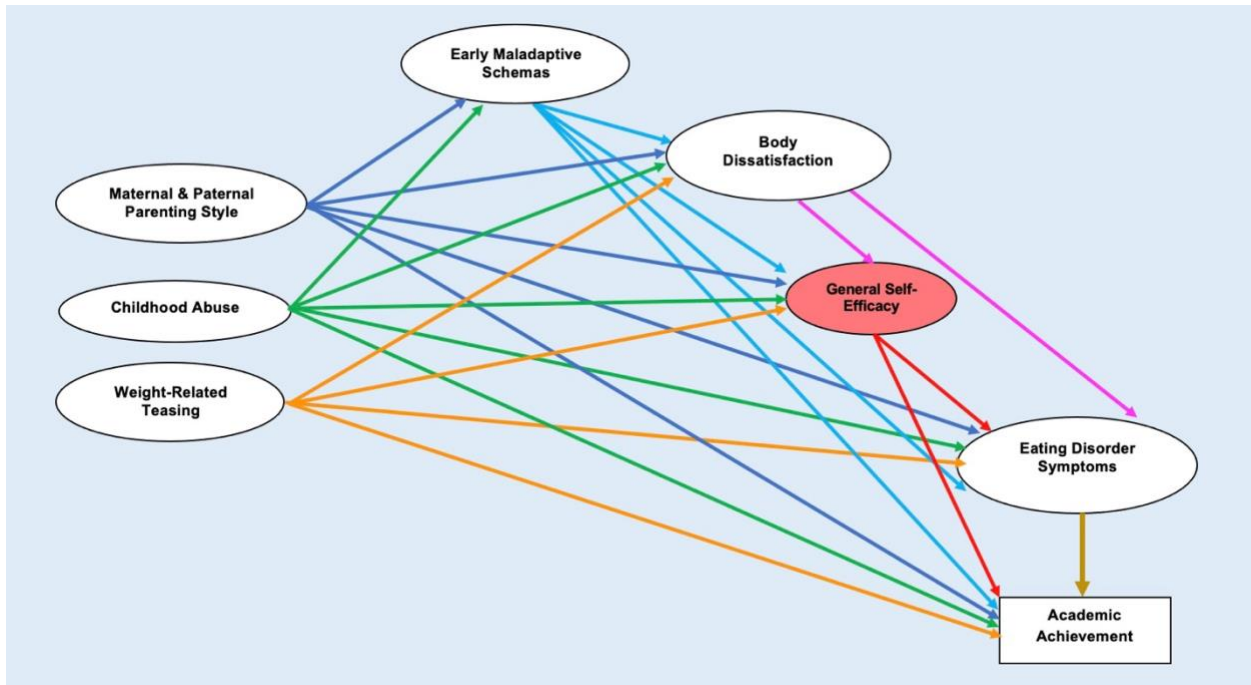 Early Maladaptive
Schemas
Body
Dissatisfaction
Maternal & Paternal
Parenting Style
General Self-
Efficacy
Childhood Abuse
Weight-Related
Teasing
Eating Disorder
Symptoms
Academic
Achievement